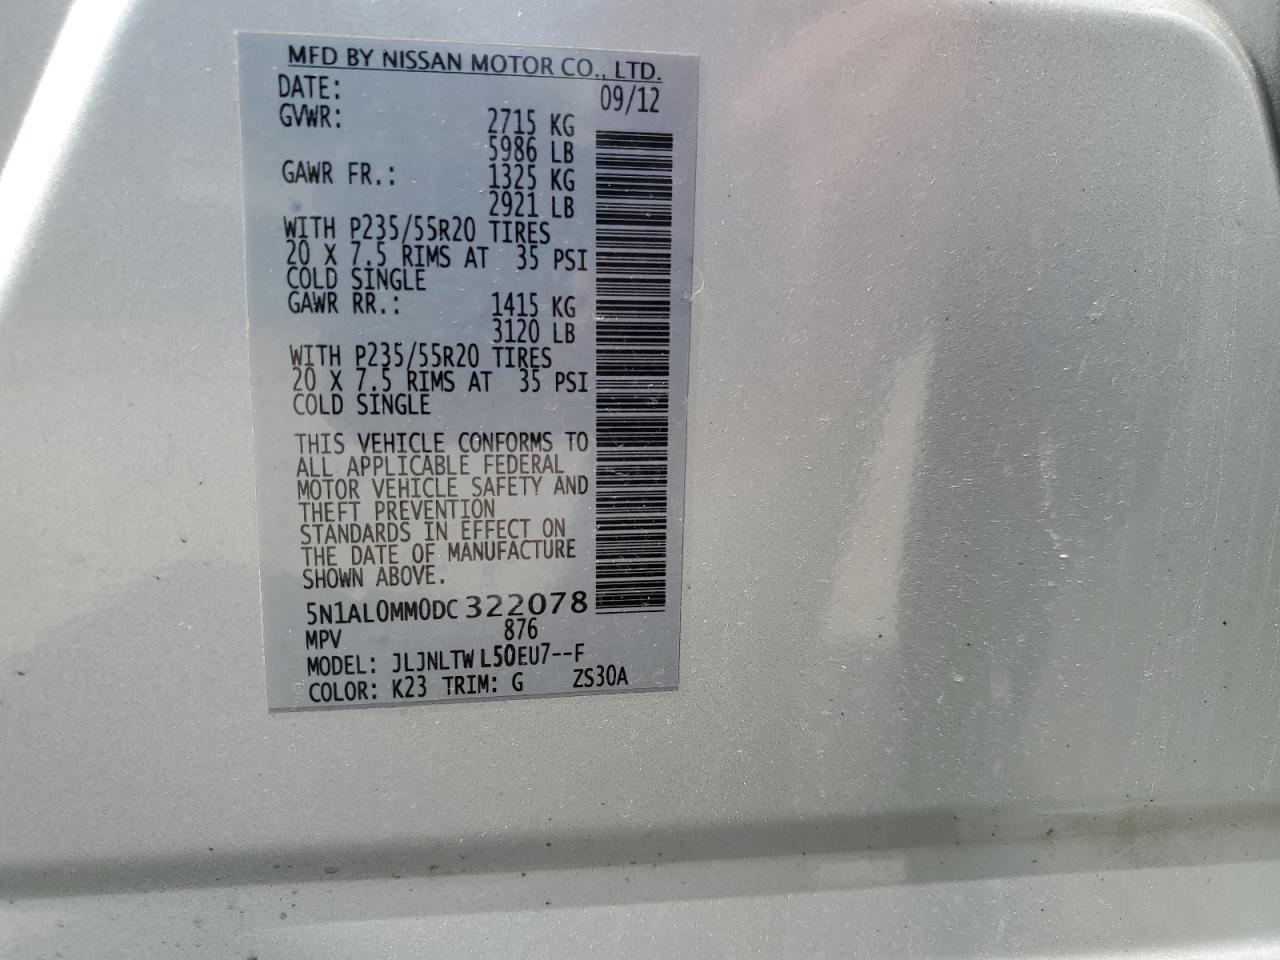 MFD BY NISSAN MOTOR CO., LTD.
DATE: 09/12
GVWR: 2715 KG
5986 LB
GAWR FR.: 1325 KG
2921 LB
WITH P235/55R20 TIRES
20 X 7.5 RIMS AT 35 PSI
COLD SINGLE
GAWR RR.: 1415 KG
3120 LB
WITH P235/55R20 TIRES
20 X 7.5 RIMS AT 35 PSI
COLD SINGLE
THIS VEHICLE CONFORMS TO
ALL APPLICABLE FEDERAL
MOTOR VEHICLE SAFETY AND
THEFT PREVENTION
STANDARDS IN EFFECT ON
THE DATE OF MANUFACTURE
SHOWN ABOVE.
5N1AL0MM0DC322078
MPV 876
MODEL: JLJNLTWL50EU7--F
COLOR: K23 TRIM: G ZS30A